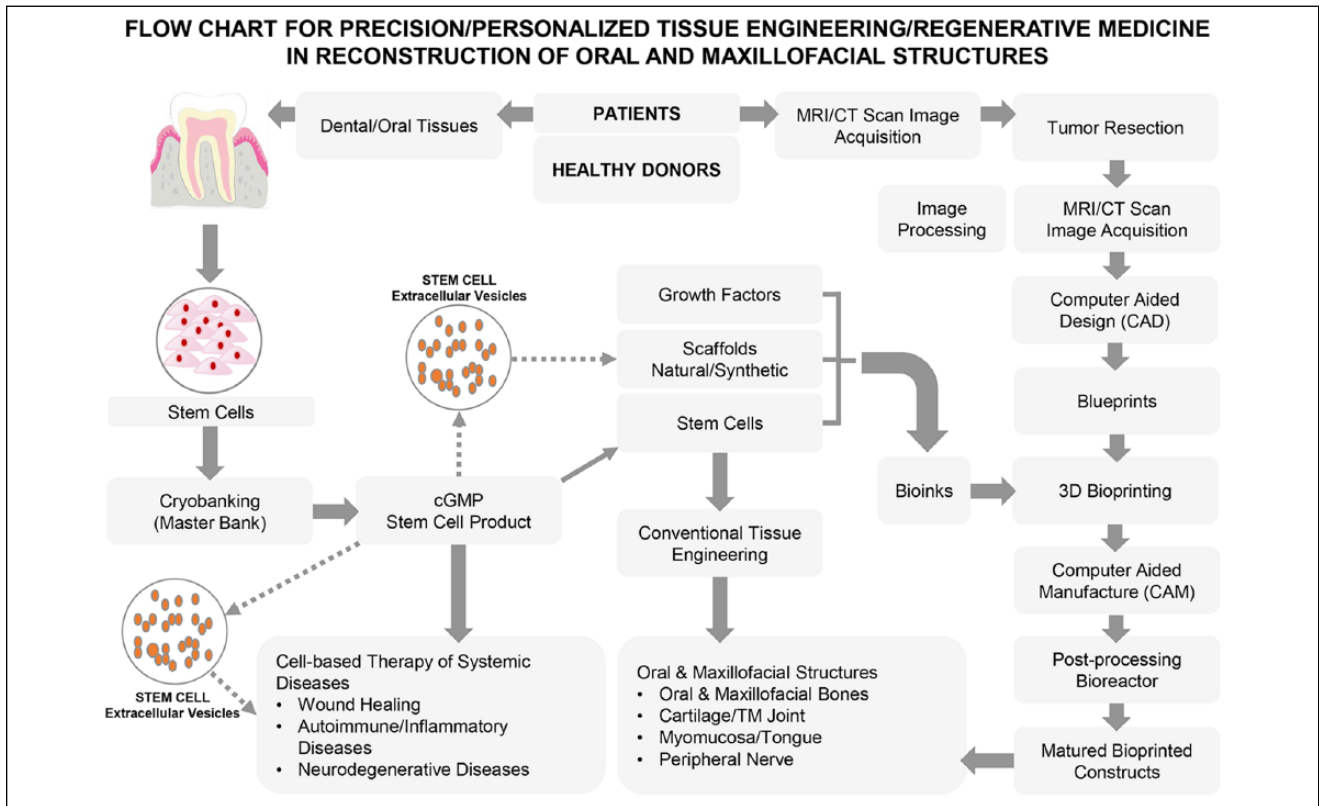 FLOW CHART FOR PRECISION/PERSONALIZED TISSUE ENGINEERING/REGENERATIVE MEDICINE
IN RECONSTRUCTION OF ORAL AND MAXILLOFACIAL STRUCTURES
Dental/Oral Tissues
PATIENTS
HEALTHY DONORS
MRI/CT Scan Image
Acquisition
Tumor Resection
Image
Processing
MRI/CT Scan
Image Acquisition
STEM CELL
Extracellular Vesicles
Growth Factors
Computer Aided
Design (CAD)
Scaffolds
Natural/Synthetic
Stem Cells
Stem Cells
Blueprints
Cryobanking
(Master Bank)
cGMP
Stem Cell Product
Bioinks
3D Bioprinting
Conventional Tissue
Engineering
Computer Aided
Manufacture (CAM)
STEM CELL
Extracellular Vesicles
Cell-based Therapy of Systemic
Diseases
• Wound Healing
• Autoimmune/Inflammatory
Diseases
• Neurodegenerative Diseases
Oral & Maxillofacial Structures
• Oral & Maxillofacial Bones
• Cartilage/TM Joint
• Myomucosa/Tongue
• Peripheral Nerve
Post-processing
Bioreactor
Matured Bioprinted
Constructs